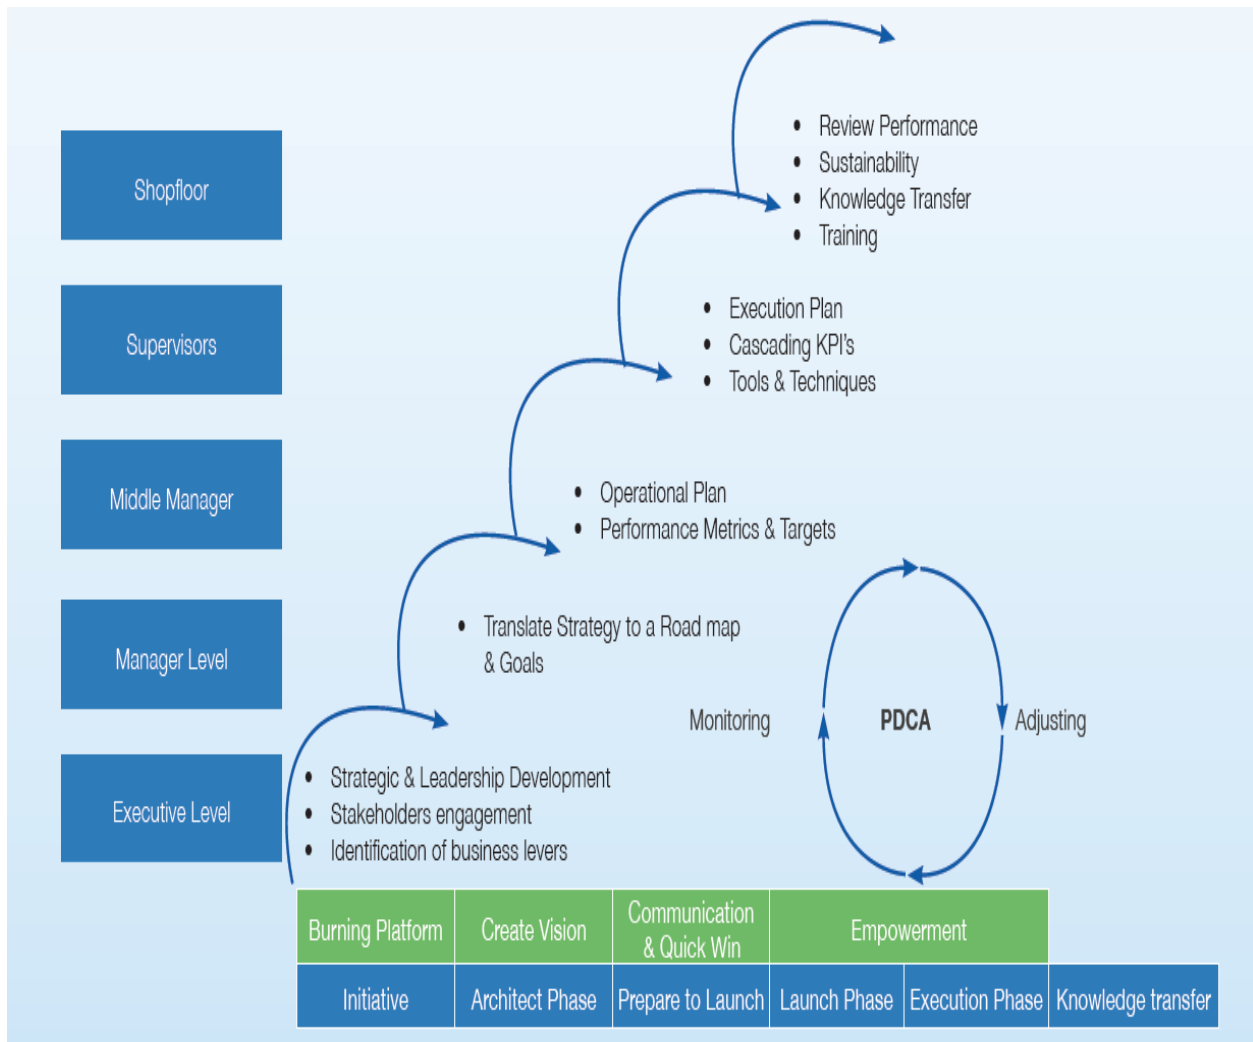 Shopfloor
• Review Performance
• Sustainability
• Knowledge Transfer
• Training
Supervisors
• Execution Plan
• Cascading KPI's
• Tools & Techniques
Middle Manager
• Operational Plan
• Performance Metrics & Targets
Manager Level
• Translate Strategy to a Road map
& Goals
Monitoring
PDCA
Adjusting
Executive Level
• Strategic & Leadership Development
• Stakeholders engagement
• Identification of business levers
Burning Platform
Create Vision
Communication
& Quick Win
Empowerment
Initiative
Architect Phase
Prepare to Launch
Launch Phase
Execution Phase
Knowledge transfer